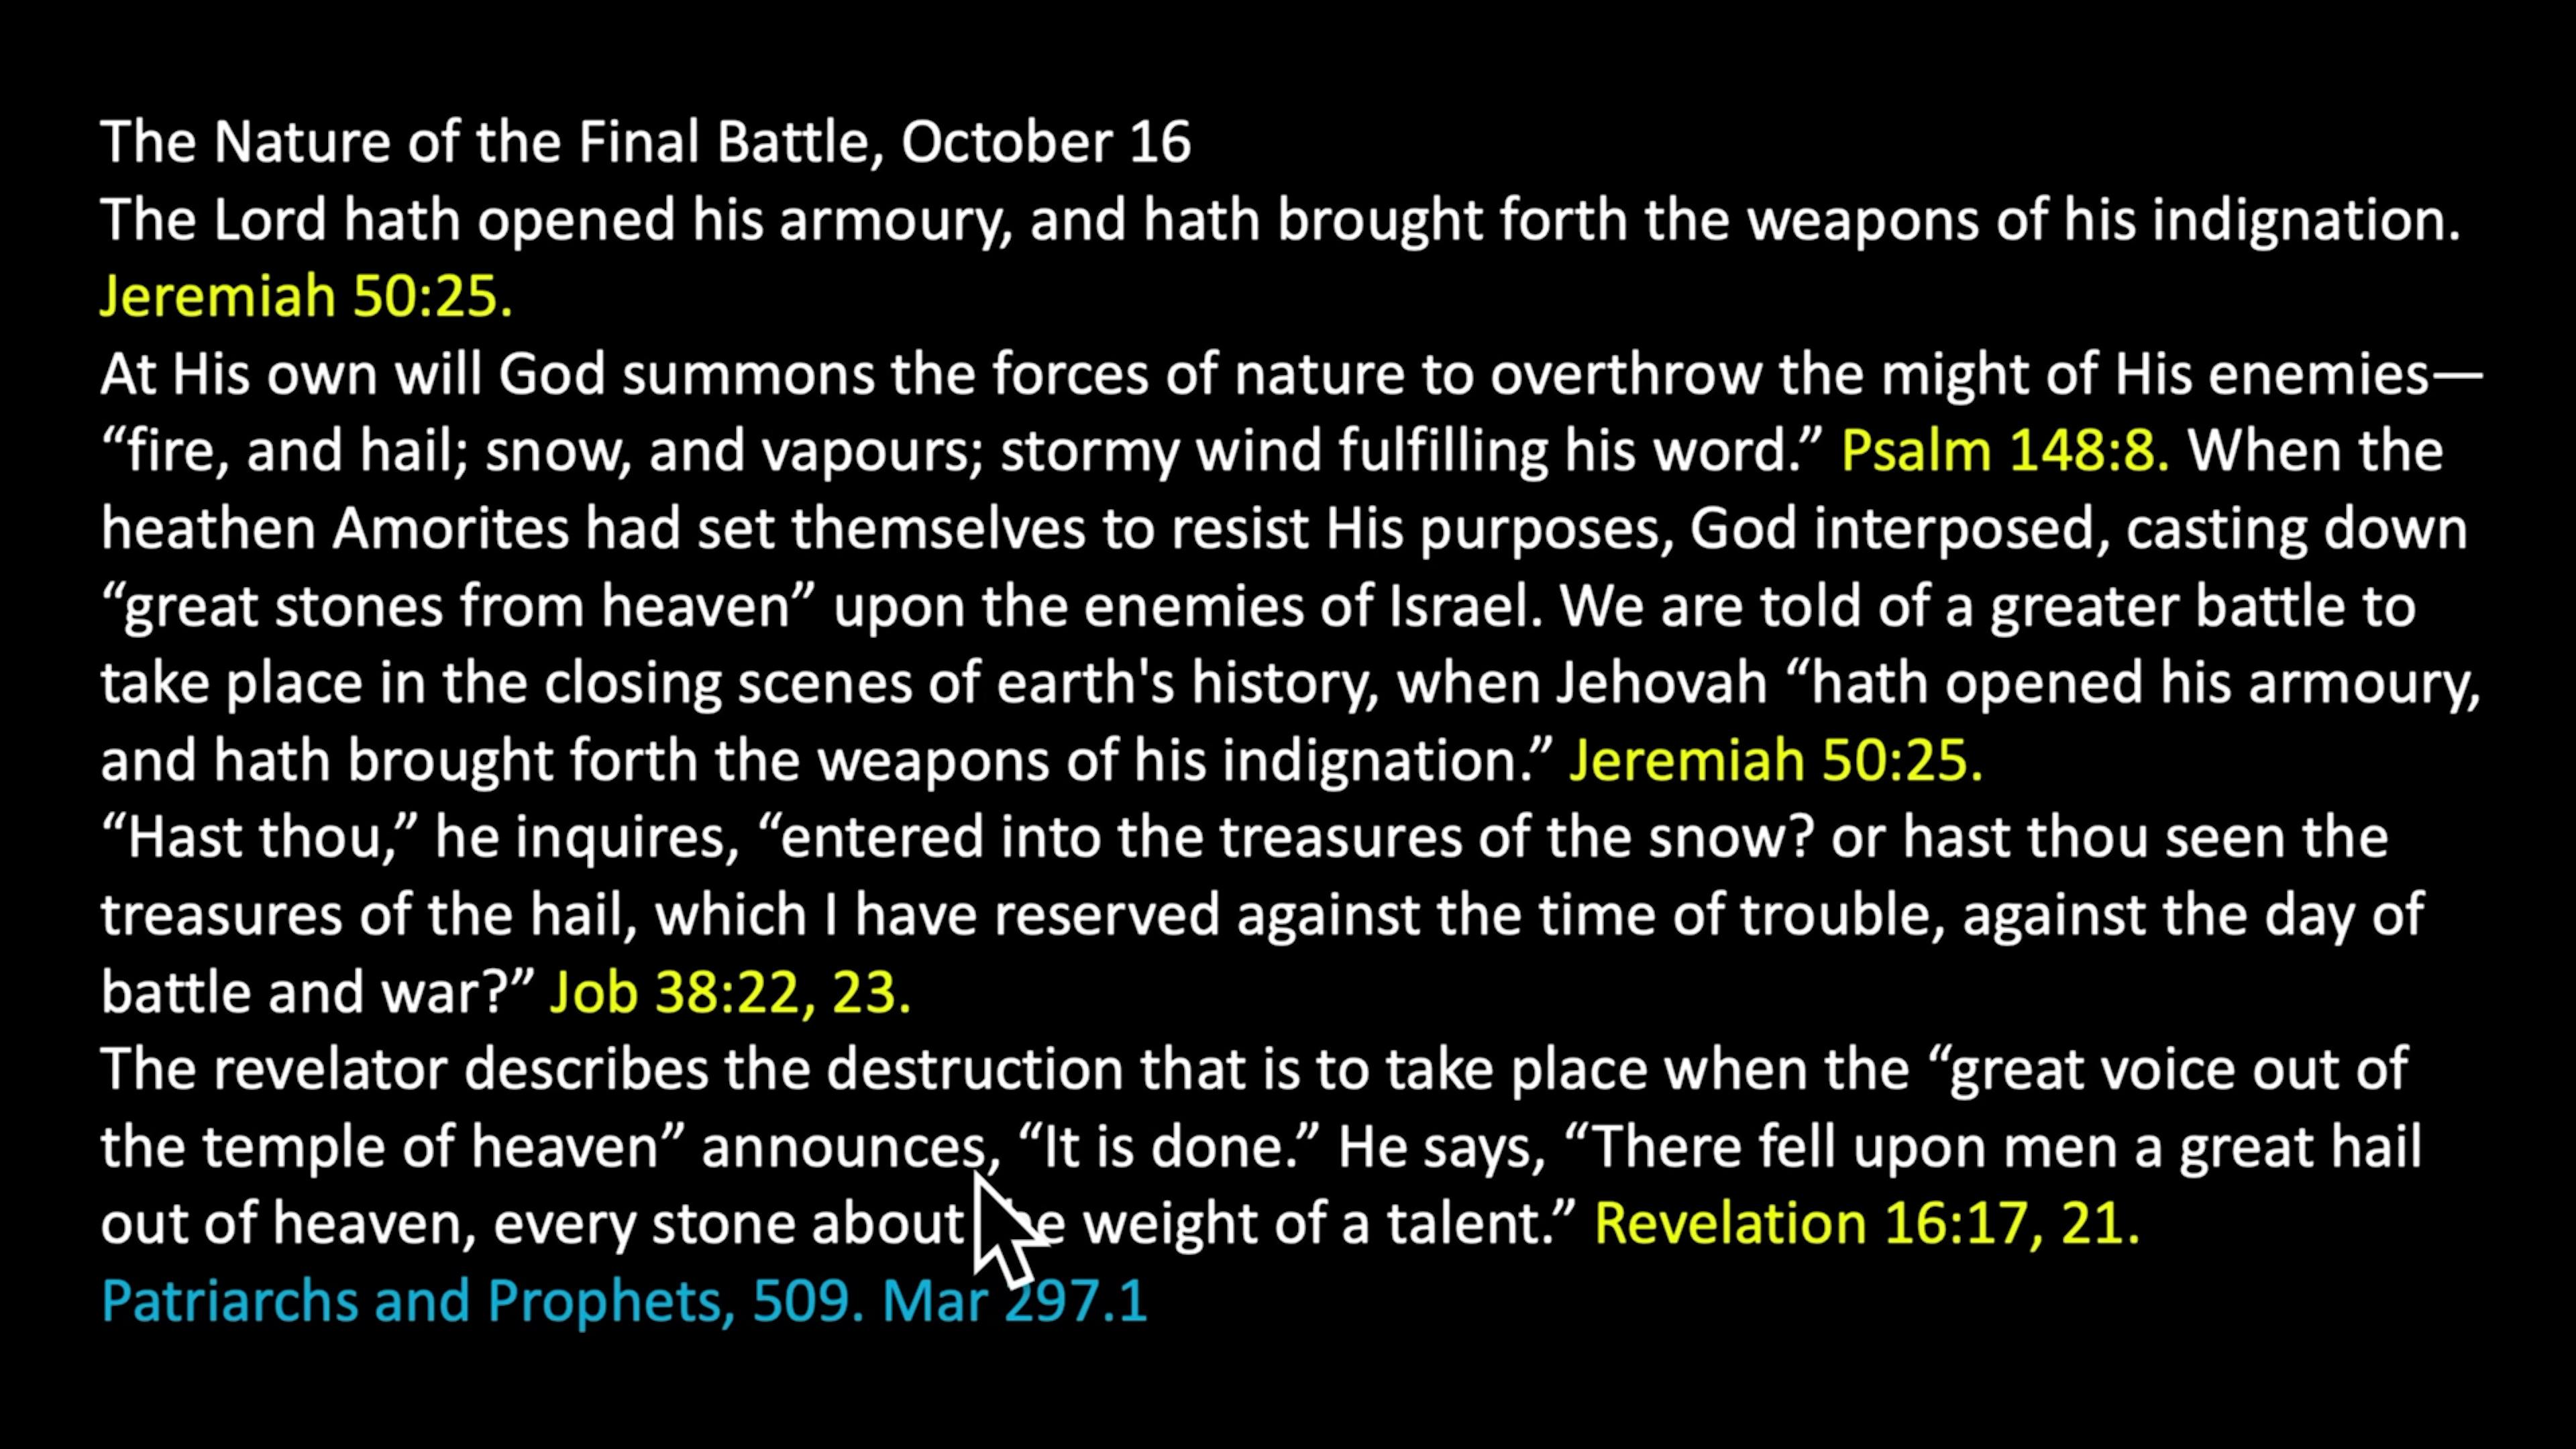 The Nature of the Final Battle, October 16
The Lord hath opened his armoury, and hath brought forth the weapons of his indignation.
Jeremiah 50:25.
At His own will God summons the forces of nature to overthrow the might of His enemies—
“fire, and hail; snow, and vapours; stormy wind fulfilling his word.” Psalm 148:8. When the
heathen Amorites had set themselves to resist His purposes, God interposed, casting down
“great stones from heaven” upon the enemies of Israel. We are told of a greater battle to
take place in the closing scenes of earth's history, when Jehovah “hath opened his armoury,
and hath brought forth the weapons of his indignation.” Jeremiah 50:25.
“Hast thou,” he inquires, “entered into the treasures of the snow? or hast thou seen the
treasures of the hail, which I have reserved against the time of trouble, against the day of
battle and war?” Job 38:22, 23.
The revelator describes the destruction that is to take place when the “great voice out of
the temple of heaven” announces, “It is done.” He says, “There fell upon men a great hail
out of heaven, every stone about the weight of a talent.” Revelation 16:17, 21.
Patriarchs and Prophets, 509. Mar 297.1